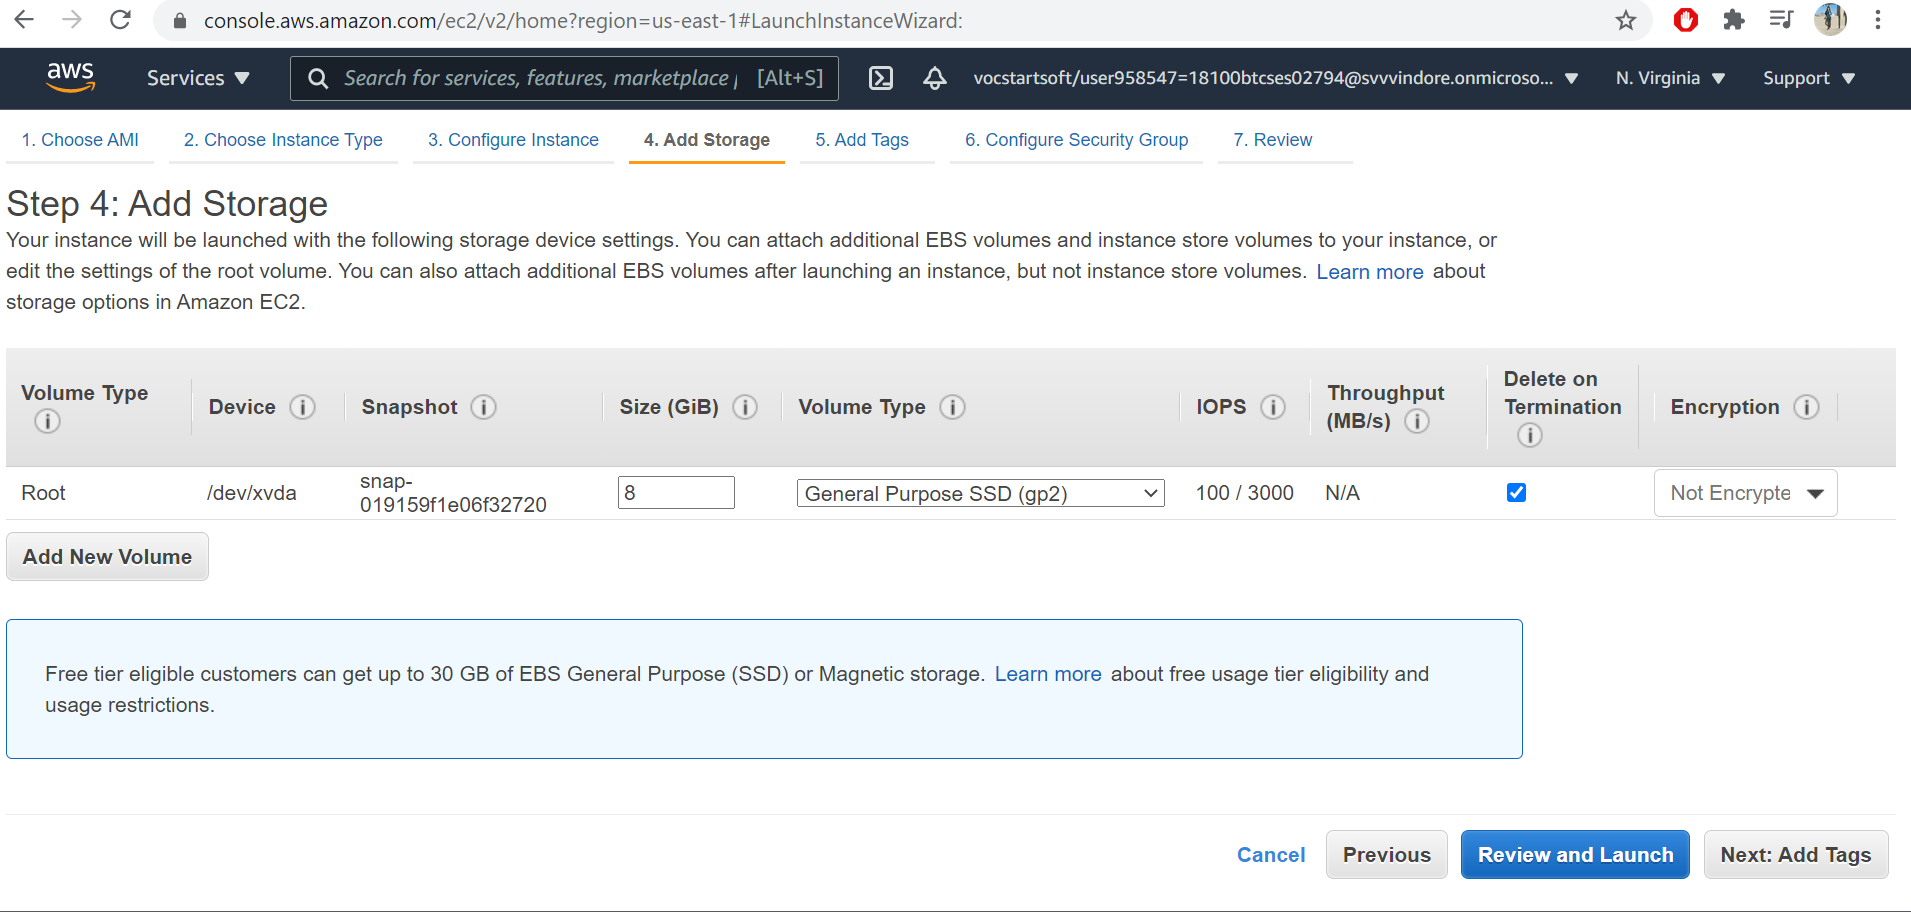 console.aws.amazon.com/ec2/v2/home?region=us-east-1#LaunchInstanceWizard:
aws Services Search for services, features, marketplace [Alt+S] vocstartsoft/user958547=18100btcses02794@svvvindore.onmicroso... N. Virginia Support
1. Choose AMI 2. Choose Instance Type 3. Configure Instance 4. Add Storage 5. Add Tags 6. Configure Security Group 7. Review
Step 4: Add Storage
Your instance will be launched with the following storage device settings. You can attach additional EBS volumes and instance store volumes to your instance, or
edit the settings of the root volume. You can also attach additional EBS volumes after launching an instance, but not instance store volumes. Learn more about
storage options in Amazon EC2.
Volume Type Device Snapshot Size (GiB) Volume Type IOPS Throughput (MB/s) Delete on Termination Encryption
Root /dev/xvda snap-019159f1e06f32720 8 General Purpose SSD (gp2) 100 / 3000 N/A Not Encrypte
Add New Volume
Free tier eligible customers can get up to 30 GB of EBS General Purpose (SSD) or Magnetic storage. Learn more about free usage tier eligibility and
usage restrictions.
Cancel Previous Review and Launch Next: Add Tags